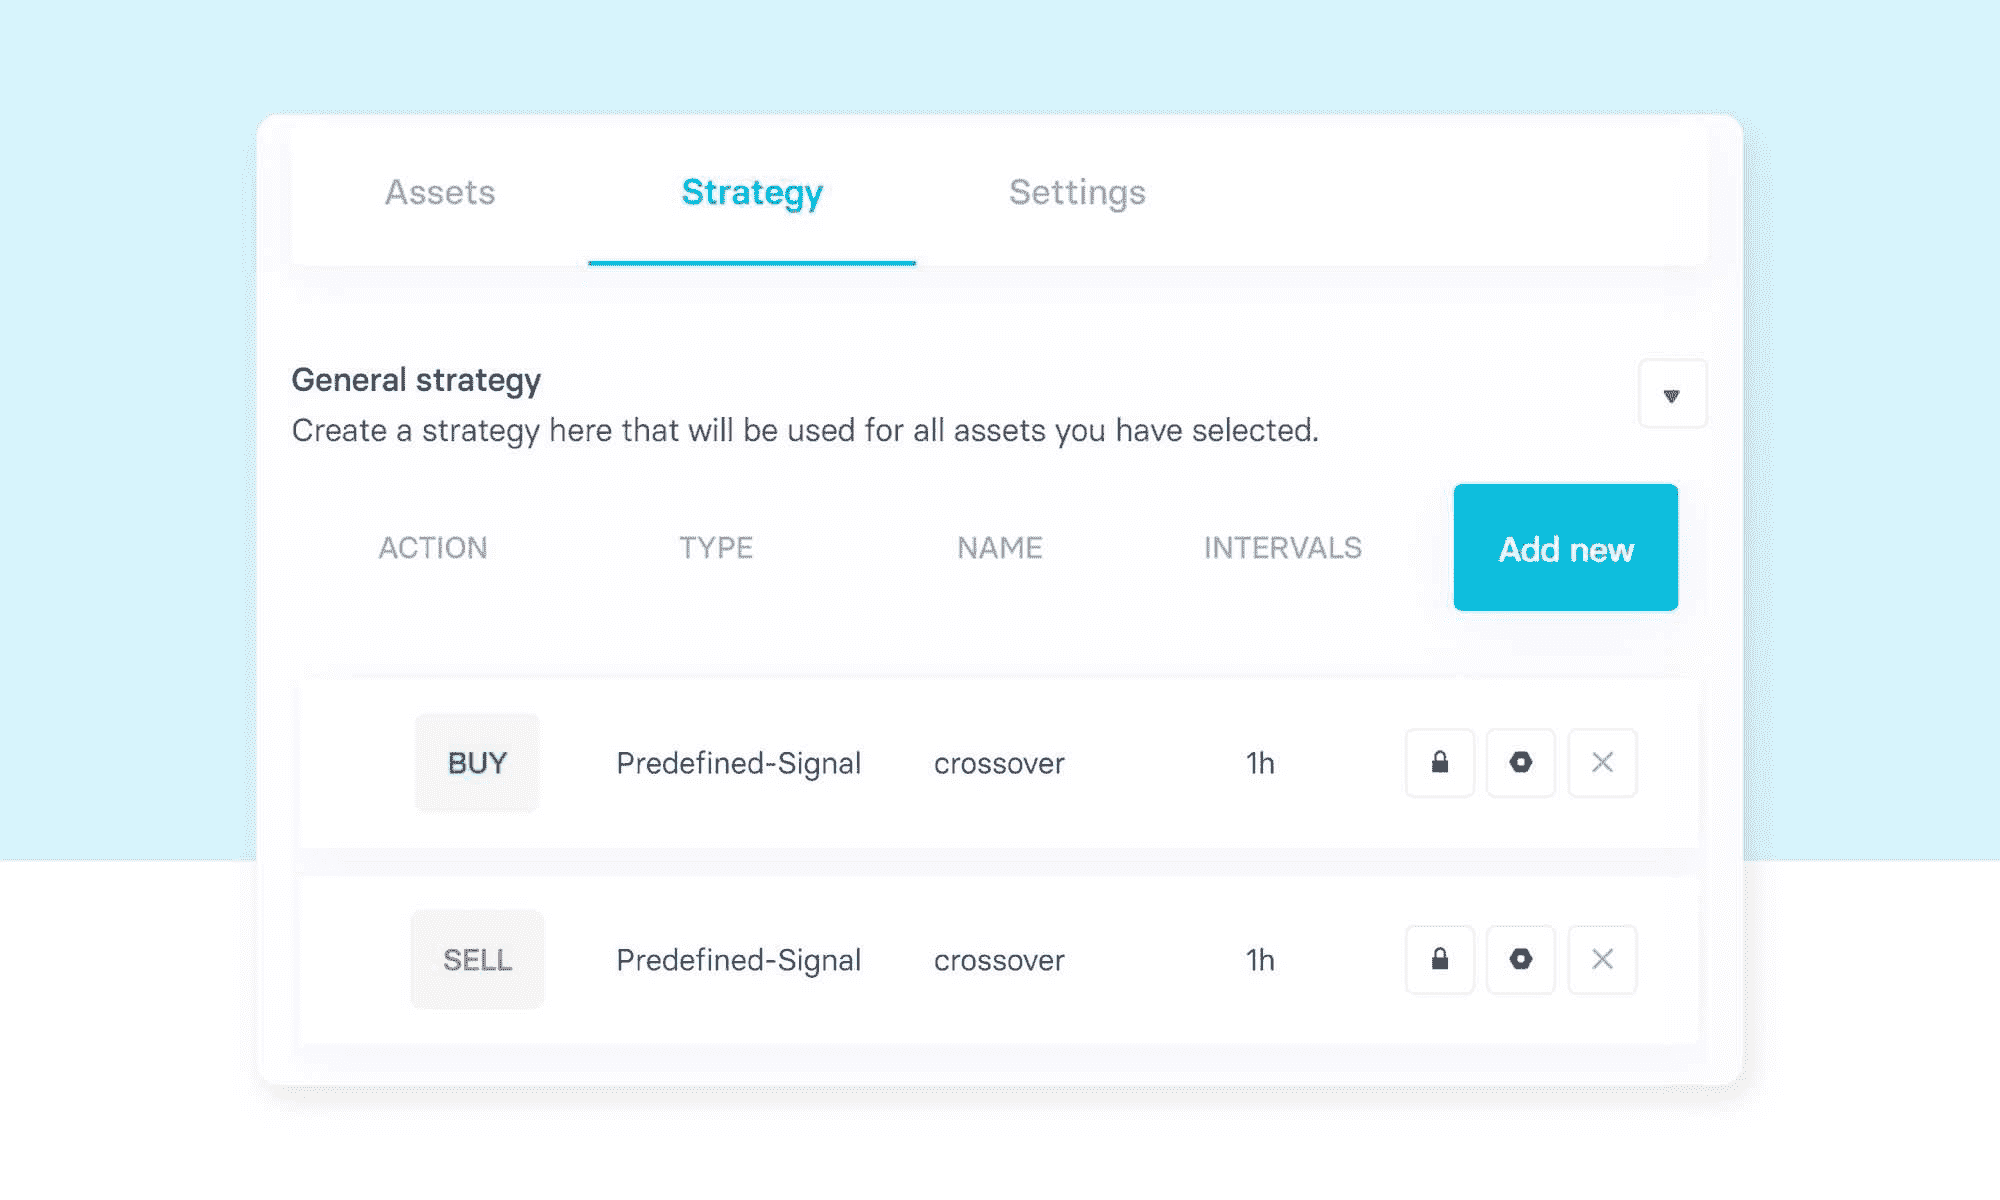 Assets Strategy Settings
General strategy
Create a strategy here that will be used for all assets you have selected.
ACTION TYPE NAME INTERVALS Add new
BUY Predefined-Signal crossover 1h
SELL Predefined-Signal crossover 1h